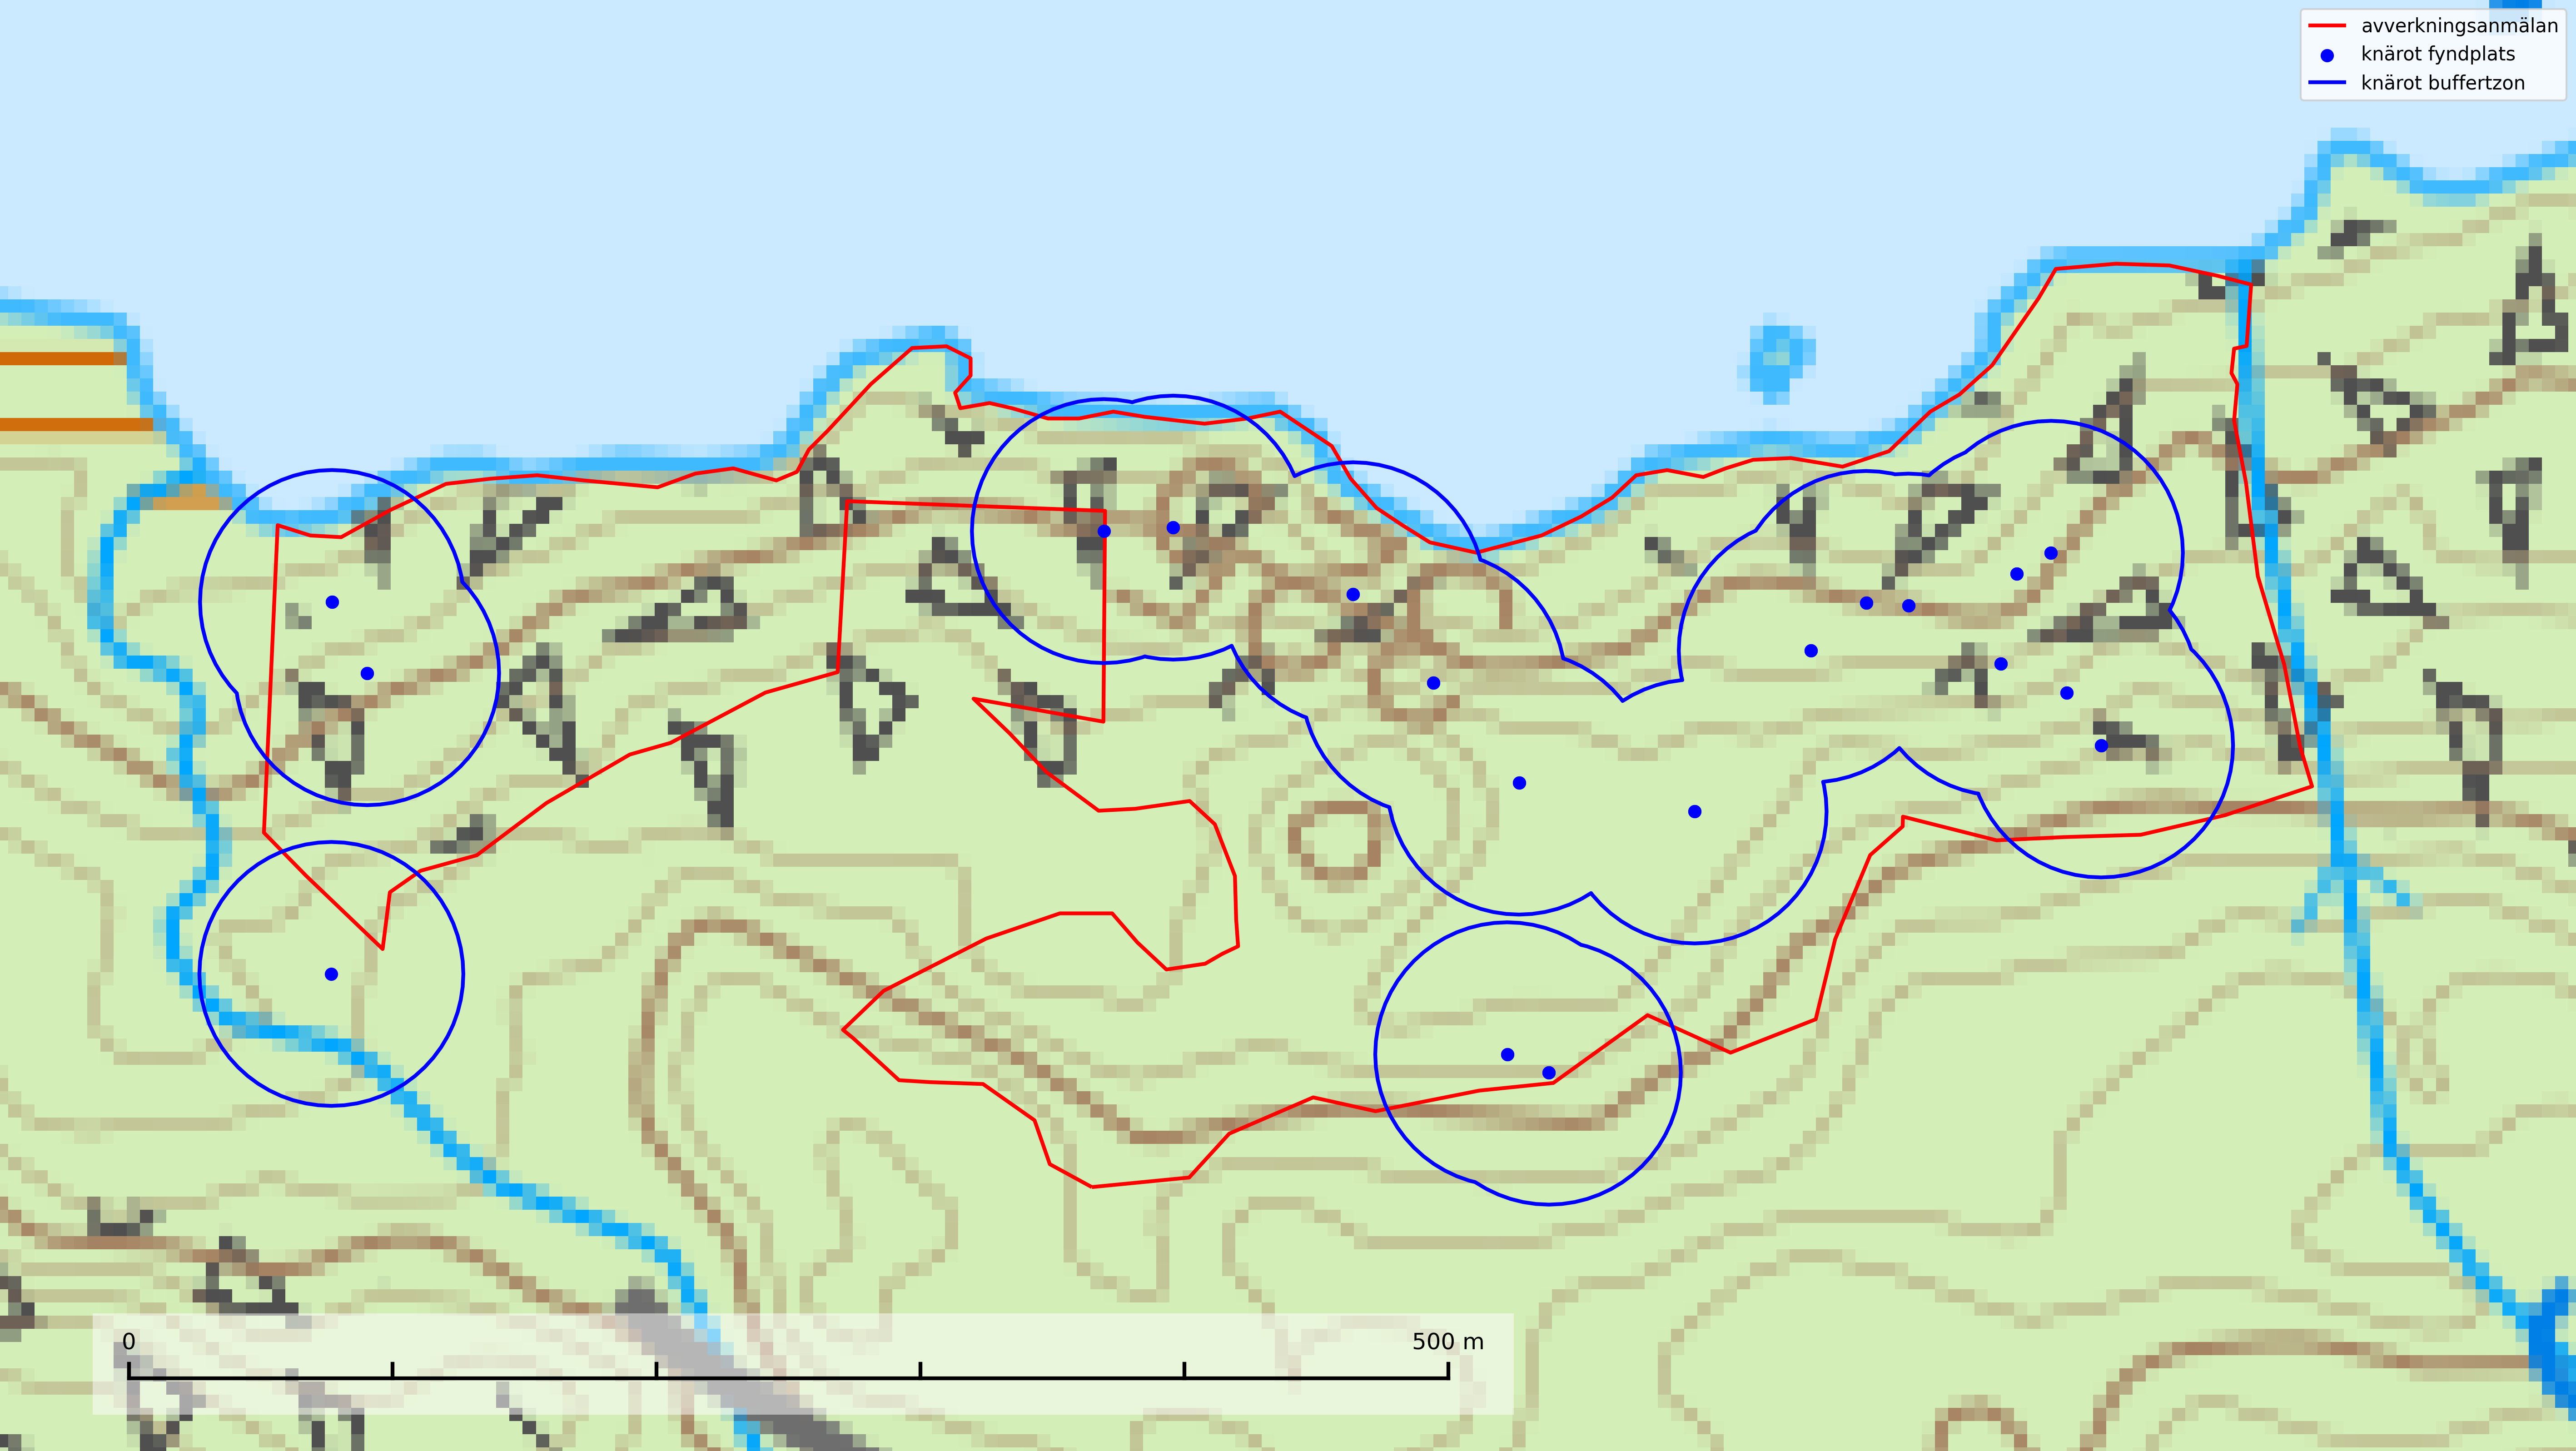 avverkningsanmälan
knärot fyndplats
knärot buffertzon
0 500 m